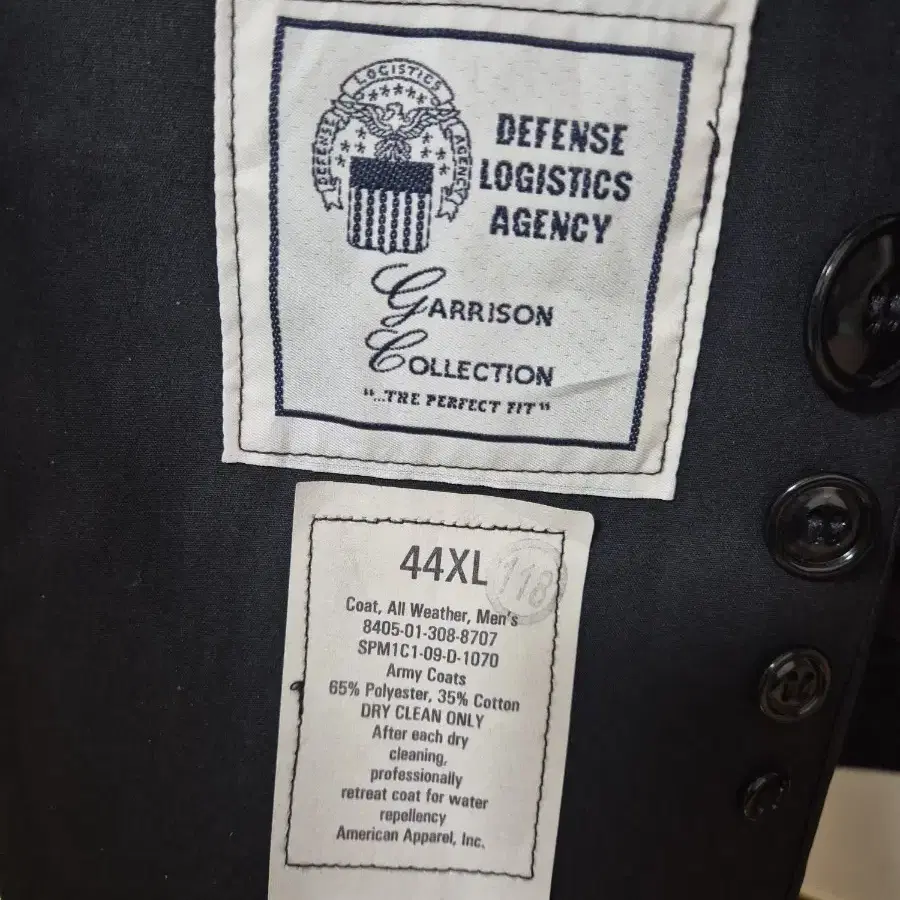 LOGISTICS
DEFENSE
AGENCY
DEFENSE
LOGISTICS
AGENCY
GARRISON
COLLECTION
"...THE PERFECT FIT"
44XL
118
Coat, All Weather, Men's
8405-01-308-8707
SPM1C1-09-D-1070
Army Coats
65% Polyester, 35% Cotton
DRY CLEAN ONLY
After each dry
cleaning,
professionally
retreat coat for water
repellency
American Apparel, Inc.